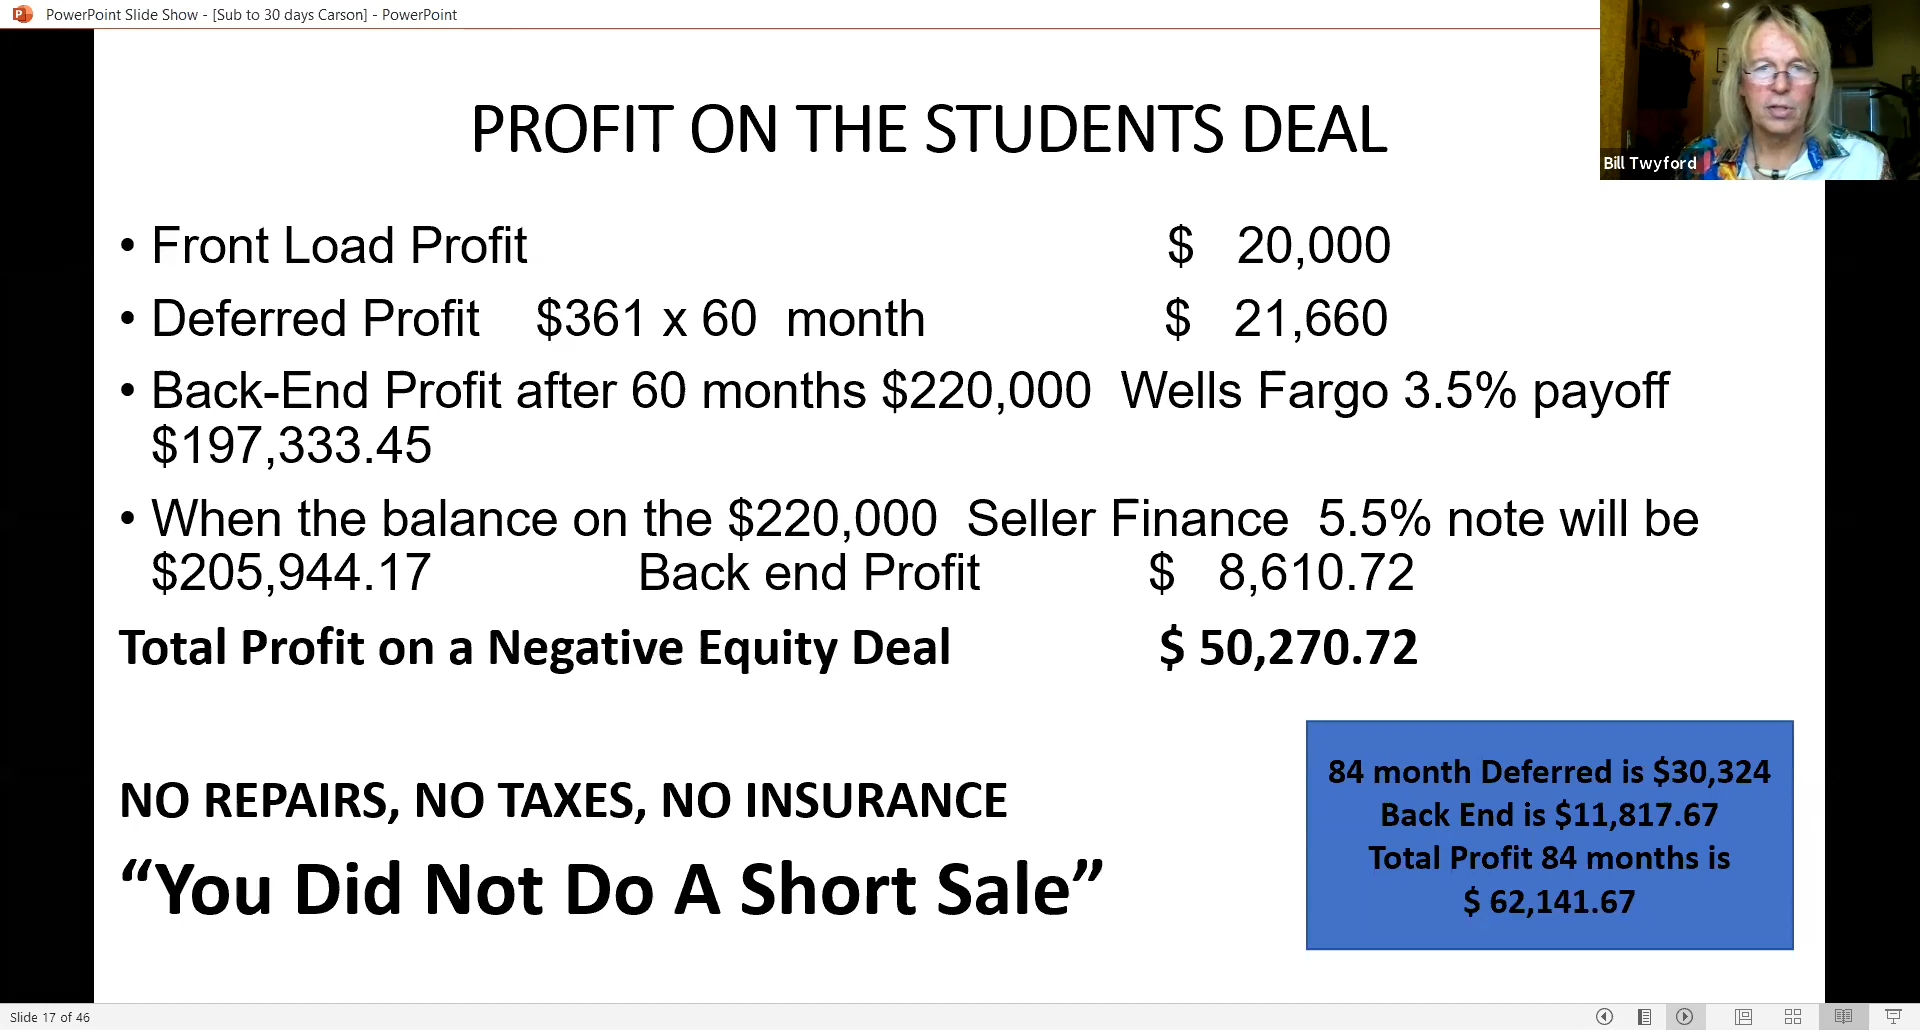 PowerPoint Slide Show - [Sub to 30 days Carson] - PowerPoint
PROFIT ON THE STUDENTS DEAL
Bill Twyford
• Front Load Profit $ 20,000
• Deferred Profit $361 x 60 month $ 21,660
• Back-End Profit after 60 months $220,000 Wells Fargo 3.5% payoff
$197,333.45
• When the balance on the $220,000 Seller Finance 5.5% note will be
$205,944.17 Back end Profit $ 8,610.72
Total Profit on a Negative Equity Deal $ 50,270.72
NO REPAIRS, NO TAXES, NO INSURANCE
“You Did Not Do A Short Sale”
84 month Deferred is $30,324
Back End is $11,817.67
Total Profit 84 months is
$ 62,141.67
Slide 17 of 46